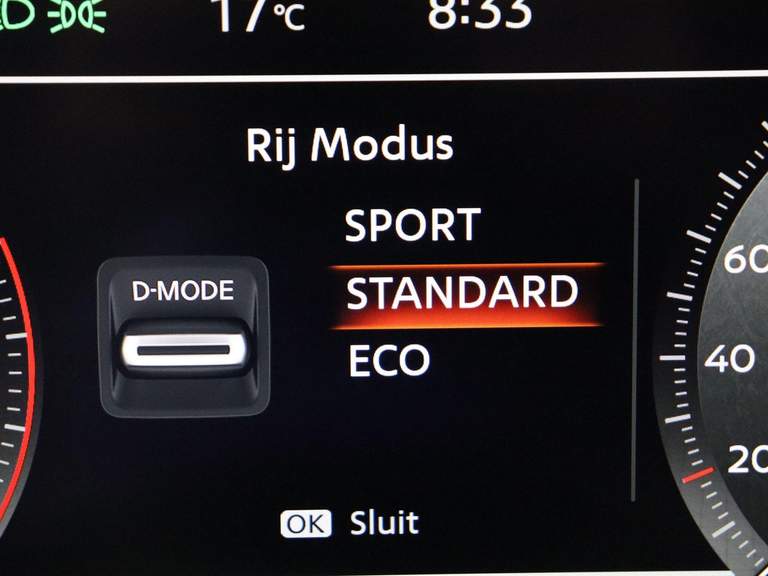 17°C 8:33
Rij Modus
SPORT
D-MODE
STANDARD
ECO
60
40
20
OK Sluit